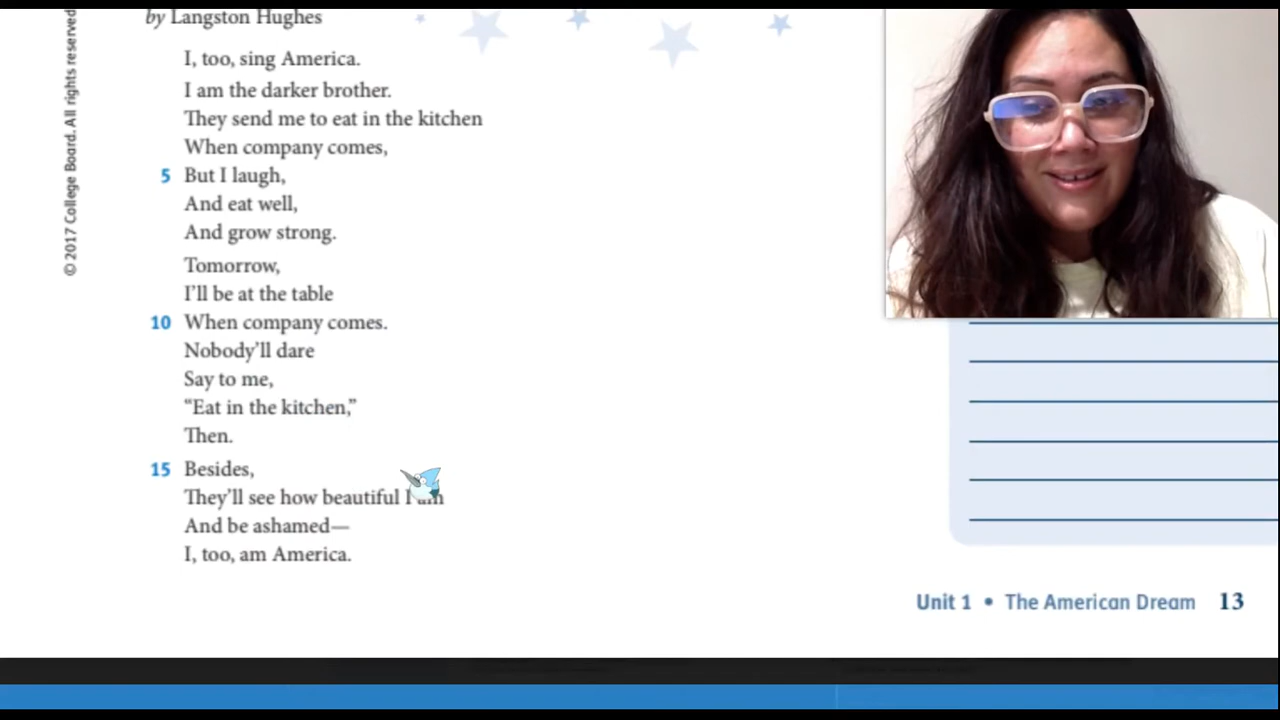 by Langston Hughes
© 2017 College Board. All rights reserved
I, too, sing America.
I am the darker brother.
They send me to eat in the kitchen
When company comes,
5 But I laugh,
And eat well,
And grow strong.
Tomorrow,
I'll be at the table
10 When company comes.
Nobody'll dare
Say to me,
“Eat in the kitchen,”
Then.
15 Besides,
They'll see how beautiful I am
And be ashamed—
I, too, am America.
Unit 1 • The American Dream 13